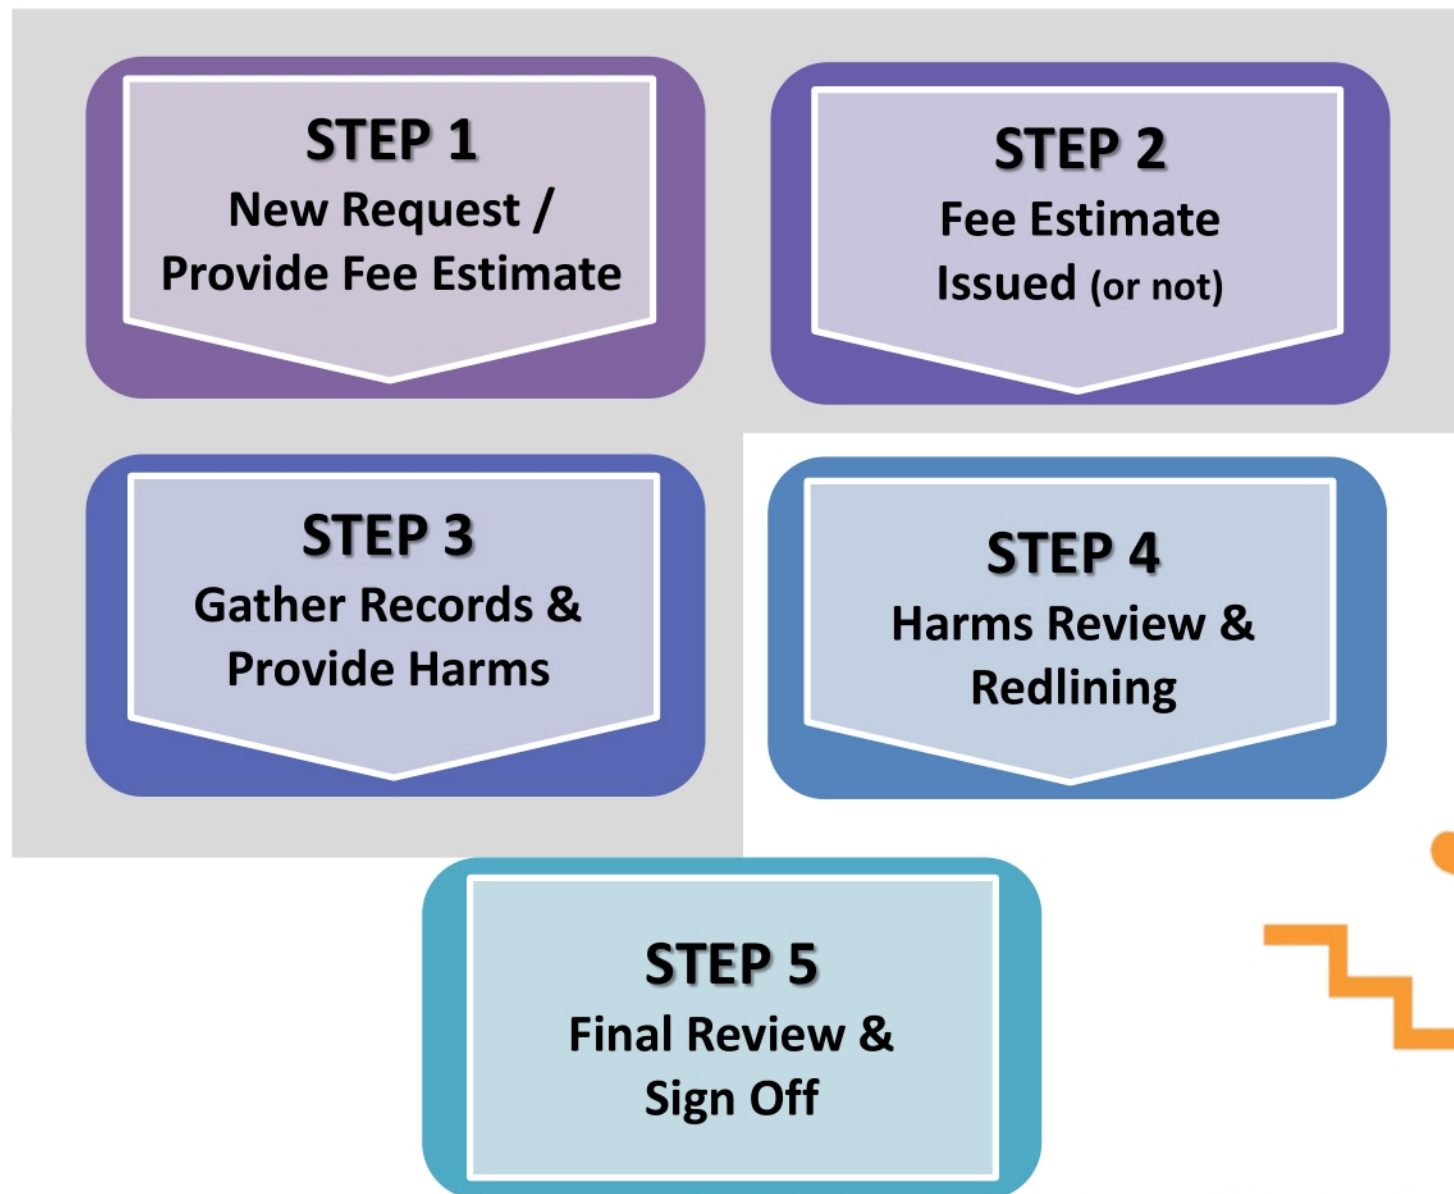 STEP 1
New Request /
Provide Fee Estimate
STEP 2
Fee Estimate
Issued (or not)
STEP 3
Gather Records &
Provide Harms
STEP 4
Harms Review &
Redlining
STEP 5
Final Review &
Sign Off